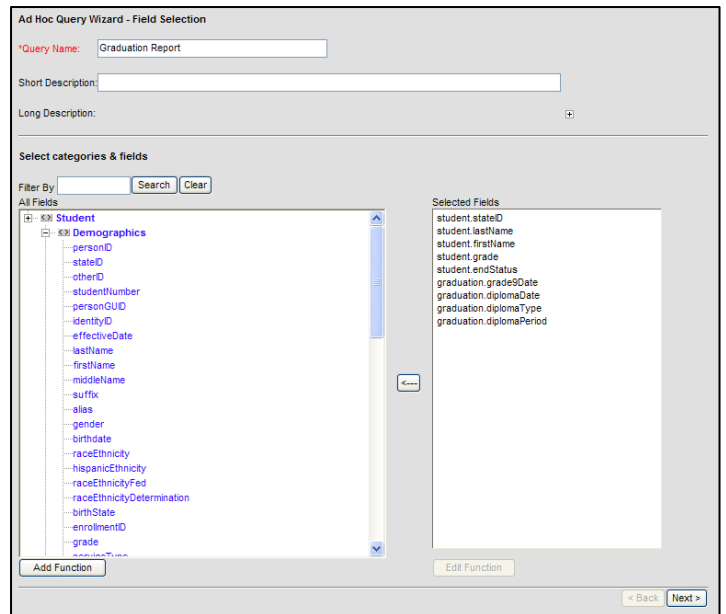 Ad Hoc Query Wizard - Field Selection
*Query Name: Graduation Report
Short Description:
Long Description:
Select categories & fields
Filter By Search Clear
All Fields
Student
Demographics
personID
stateID
otherID
studentNumber
personGUID
identityID
effectiveDate
lastName
firstName
middleName
suffix
alias
gender
birthdate
raceEthnicity
hispanicEthnicity
raceEthnicityFed
raceEthnicityDetermination
birthState
enrollmentID
grade
serviceType
Add Function
<---
Selected Fields
student.stateID
student.lastName
student.firstName
student.grade
student.endStatus
graduation.grade9Date
graduation.diplomaDate
graduation.diplomaType
graduation.diplomaPeriod
Edit Function
< Back Next >